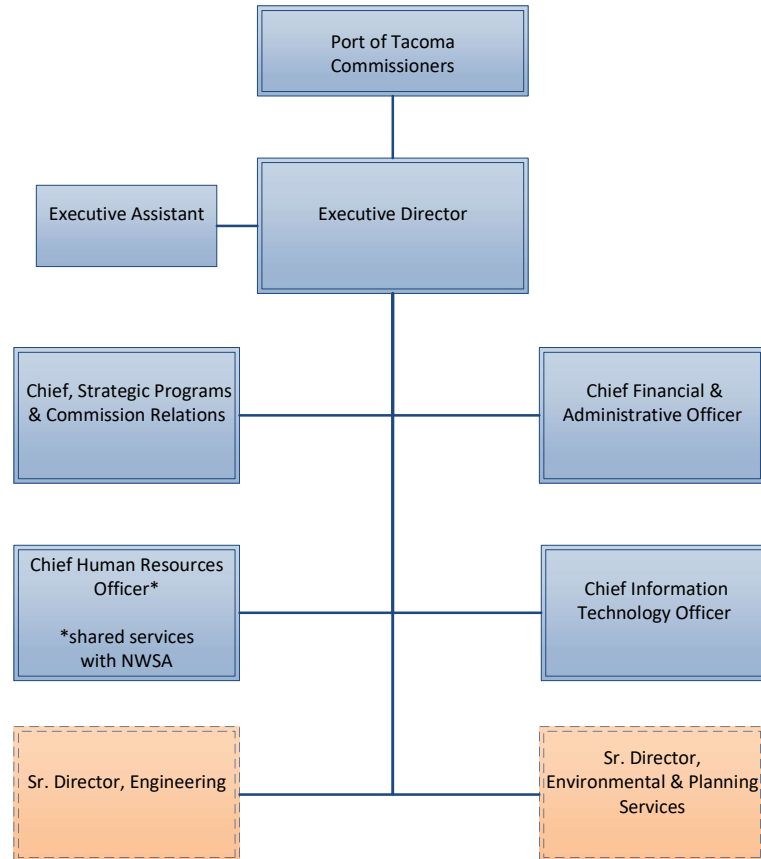 Port of Tacoma
Commissioners
Executive Assistant
Executive Director
Chief, Strategic Programs
& Commission Relations
Chief Financial &
Administrative Officer
Chief Human Resources
Officer*
*shared services
with NWSA
Chief Information
Technology Officer
Sr. Director, Engineering
Sr. Director,
Environmental & Planning
Services